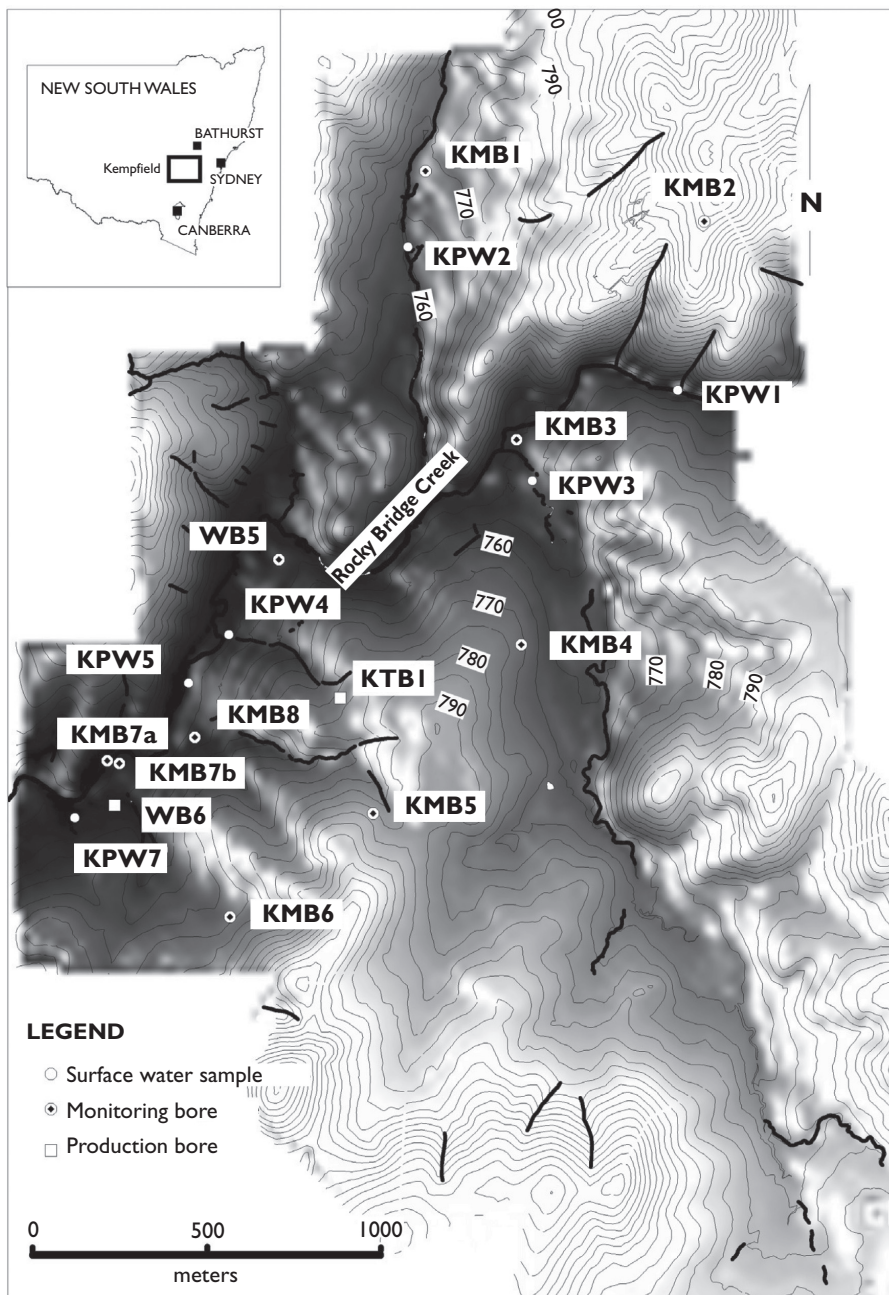 NEW SOUTH WALES
BATHURST
Kempfield
SYDNEY
CANBERRA
790
KMB1
770
KMB2
N
KPW2
760
KPW1
KMB3
Rocky Bridge Creek
KPW3
WB5
760
770
KPW4
780
KMB4
770
780
790
KPW5
KTB1
790
KMB8
KMB7a
KMB7b
WB6
KMB5
KPW7
KMB6
LEGEND
Surface water sample
Monitoring bore
Production bore
0 500 1000
meters